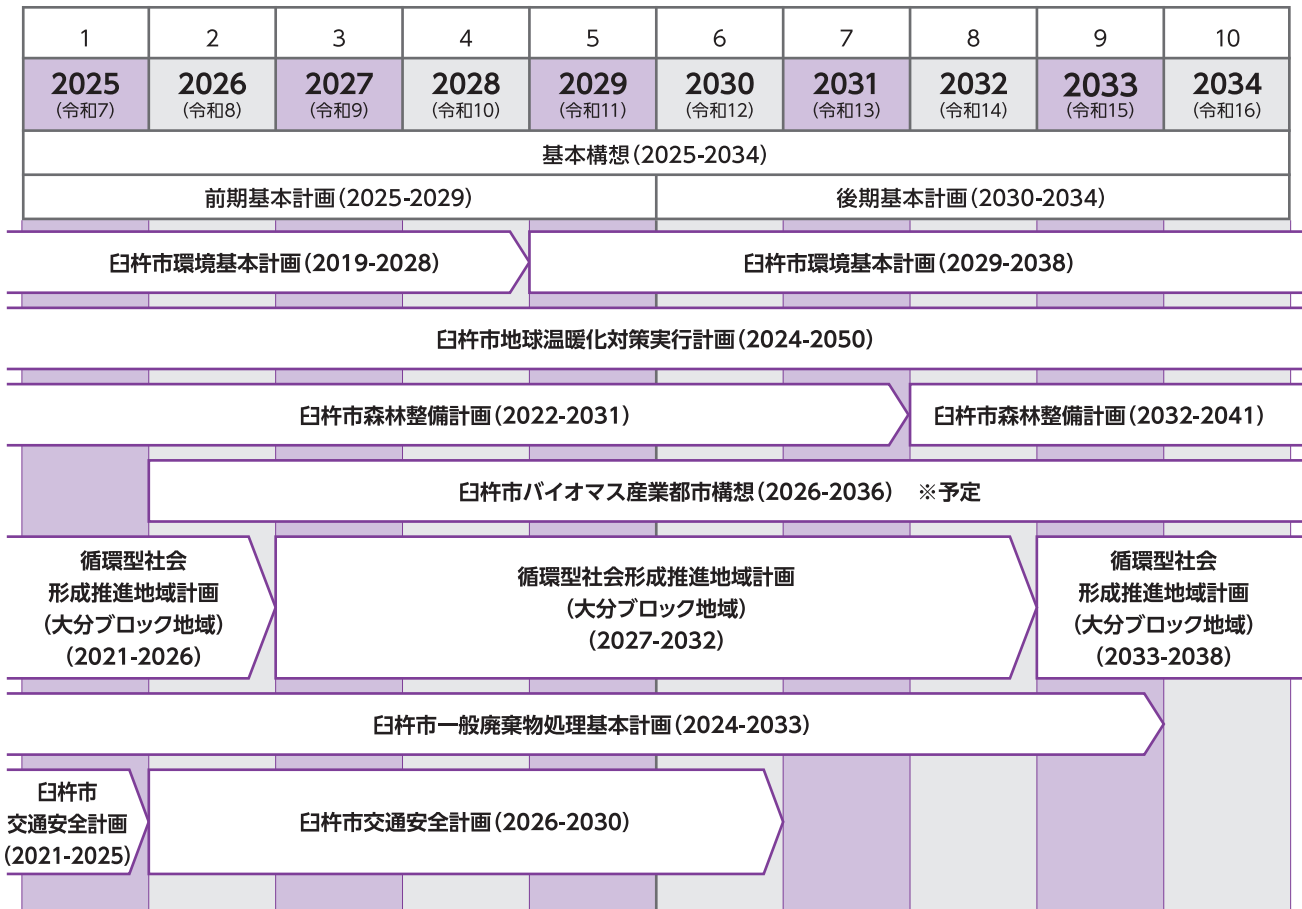 1 2 3 4 5 6 7 8 9 10
2025 2026 2027 2028 2029 2030 2031 2032 2033 2034
(令和7) (令和8) (令和9) (令和10) (令和11) (令和12) (令和13) (令和14) (令和15) (令和16)
基本構想(2025-2034)
前期基本計画(2025-2029) 後期基本計画(2030-2034)
臼杵市環境基本計画(2019-2028) 臼杵市環境基本計画(2029-2038)
臼杵市地球温暖化対策実行計画(2024-2050)
臼杵市森林整備計画(2022-2031) 臼杵市森林整備計画(2032-2041)
臼杵市バイオマス産業都市構想(2026-2036) ※予定
循環型社会
形成推進地域計画
(大分ブロック地域)
(2021-2026)
循環型社会形成推進地域計画
(大分ブロック地域)
(2027-2032)
循環型社会
形成推進地域計画
(大分ブロック地域)
(2033-2038)
臼杵市一般廃棄物処理基本計画(2024-2033)
臼杵市
交通安全計画
(2021-2025)
臼杵市交通安全計画(2026-2030)